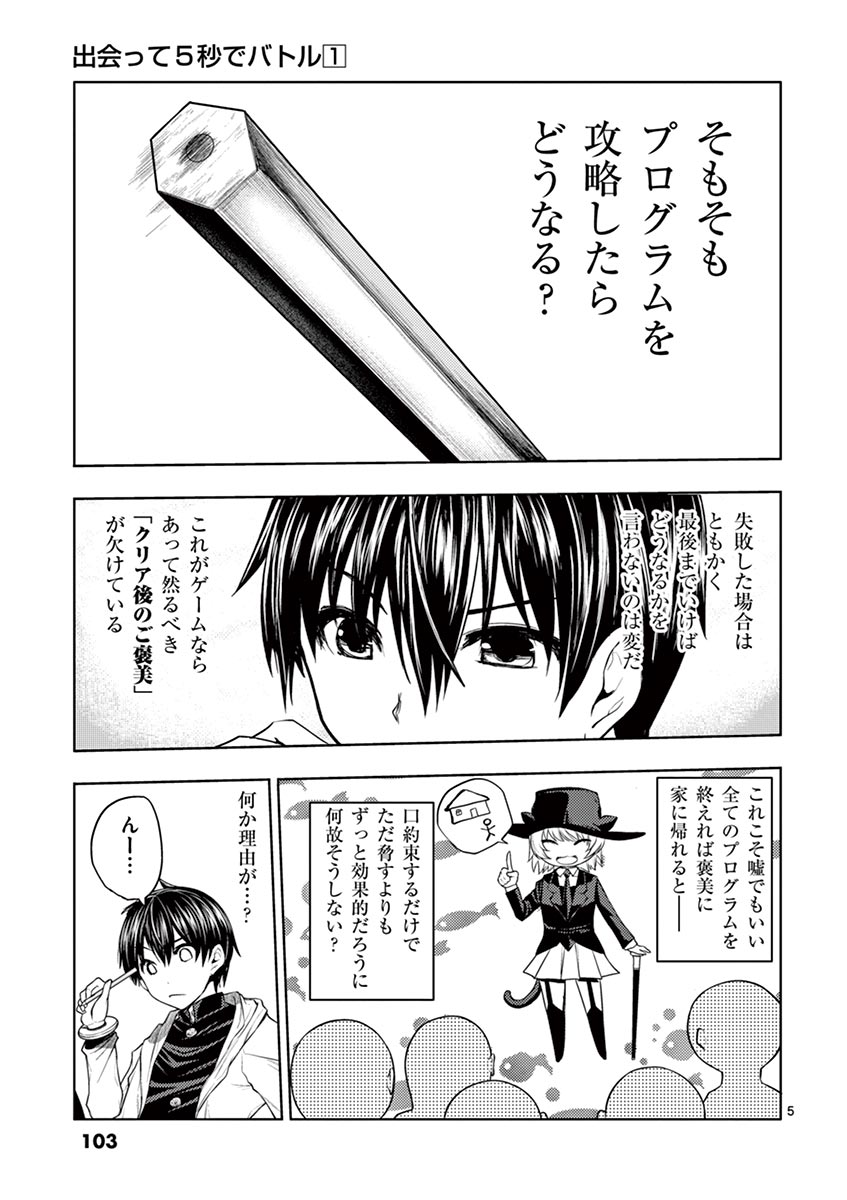 出会って5秒でバトル1
そもそも
プログラムを
攻略したら
どうなる?
失敗した場合は
ともかく
最後までいけば
どうなるかを
言わないのは変だ
これがゲームなら
あって然るべき
「クリア後のご褒美」
が欠けている
これこそ嘘でもいい
全てのプログラムを
終えれば褒美に
家に帰れると──
口約束するだけで
ただ脅すよりも
ずっと効果的だろうに
何故そうしない?
何か理由が…?
んー…
5
103